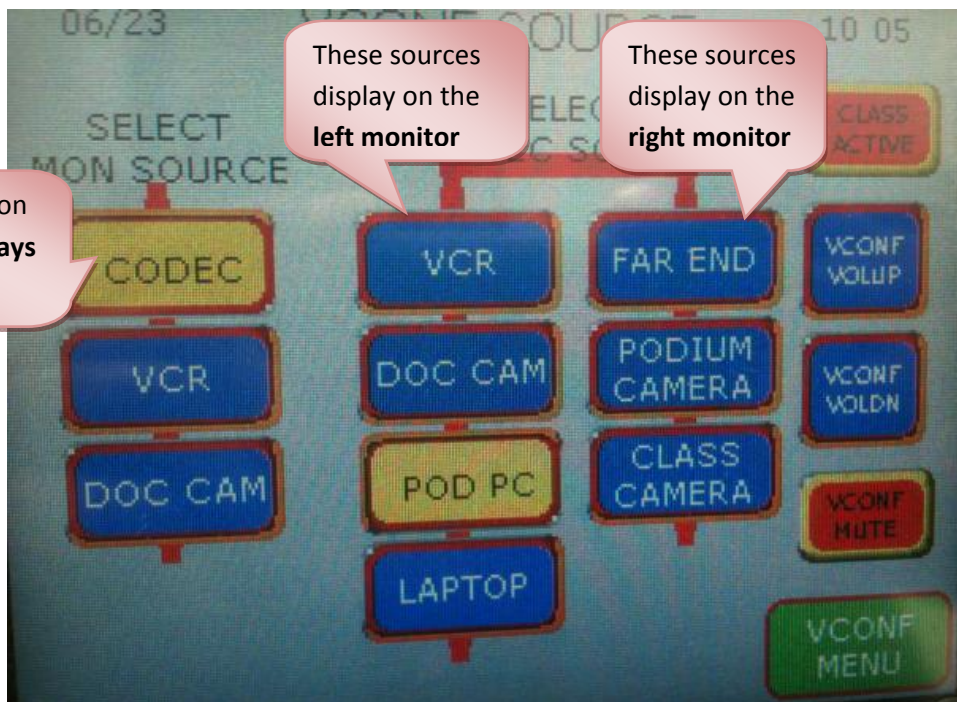 06/23
SOURCE
10 05
These sources
display on the
left monitor
These sources
display on the
right monitor
SELECT
MON SOURCE
CLASS
ACTIVE
on
CODEC
VCR
DOC CAM
VCR
DOC CAM
POD PC
LAPTOP
FAR END
PODIUM
CAMERA
CLASS
CAMERA
VCONF
VOLUP
VCONF
VOLDN
VCONF
MUTE
VCONF
MENU